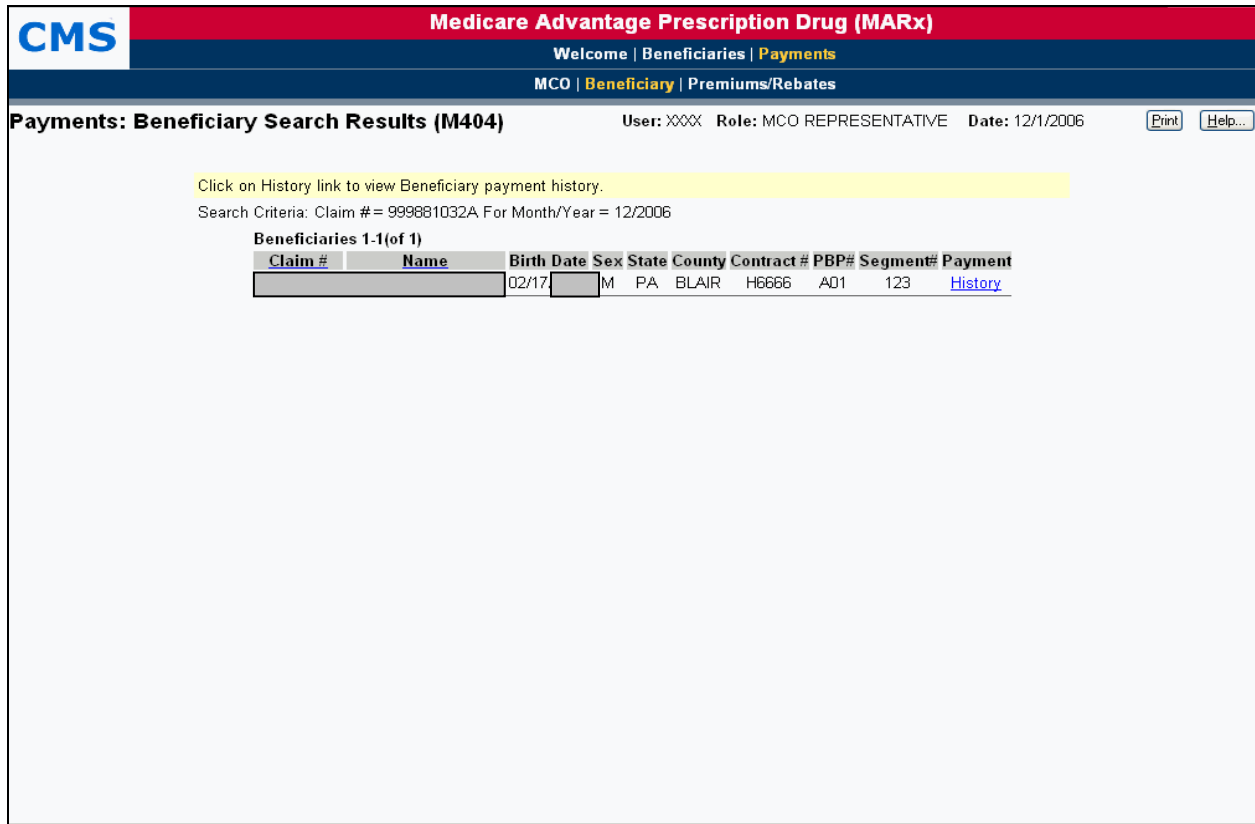 CMS
Medicare Advantage Prescription Drug (MARx)
Welcome | Beneficiaries | Payments
MCO | Beneficiary | Premiums/Rebates
Payments: Beneficiary Search Results (M404) User: XXXX Role: MCO REPRESENTATIVE Date: 12/1/2006 Print Help...
Click on History link to view Beneficiary payment history.
Search Criteria: Claim # = 999881032A For Month/Year = 12/2006
Beneficiaries 1-1(of 1)
Claim # Name Birth Date Sex State County Contract # PBP# Segment# Payment
02/17 M PA BLAIR H6666 A01 123 History